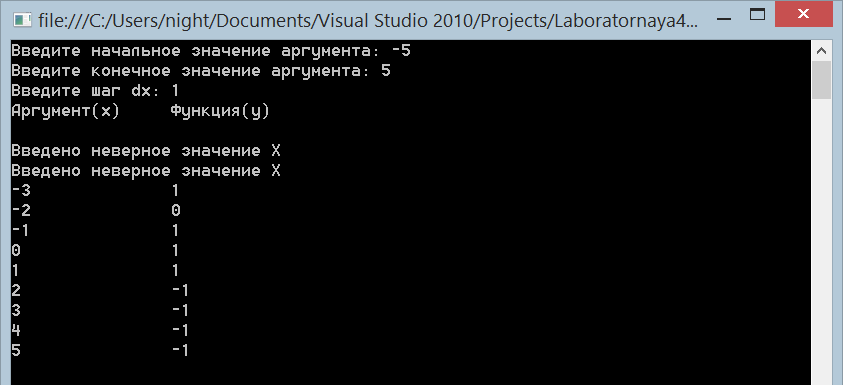 file:///C:/Users/night/Documents/Visual Studio 2010/Projects/Laboratornaya4...
Введите начальное значение аргумента: -5
Введите конечное значение аргумента: 5
Введите шаг dx: 1
Аргумент(x) Функция(y)
Введено неверное значение X
Введено неверное значение X
-3 1
-2 0
-1 1
0 1
1 1
2 -1
3 -1
4 -1
5 -1